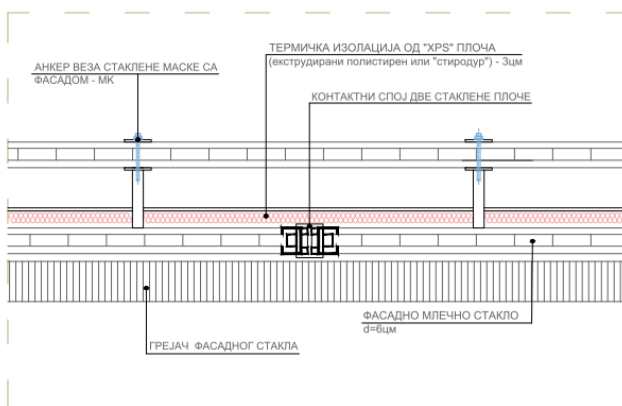 АНКЕР ВЕЗА СТАКЛЕНЕ МАСКЕ СА
ФАСАДОМ - МК
ТЕРМИЧКА ИЗОЛАЦИЈА ОД "XPS" ПЛОЧА
(екструдирани полистирен или "стиродур") - 3цм
КОНТАКТНИ СПОЈ ДВЕ СТАКЛЕНЕ ПЛОЧЕ
ФАСАДНО МЛЕЧНО СТАКЛО
d=6цм
ГРЕЈАЧ ФАСАДНОГ СТАКЛА